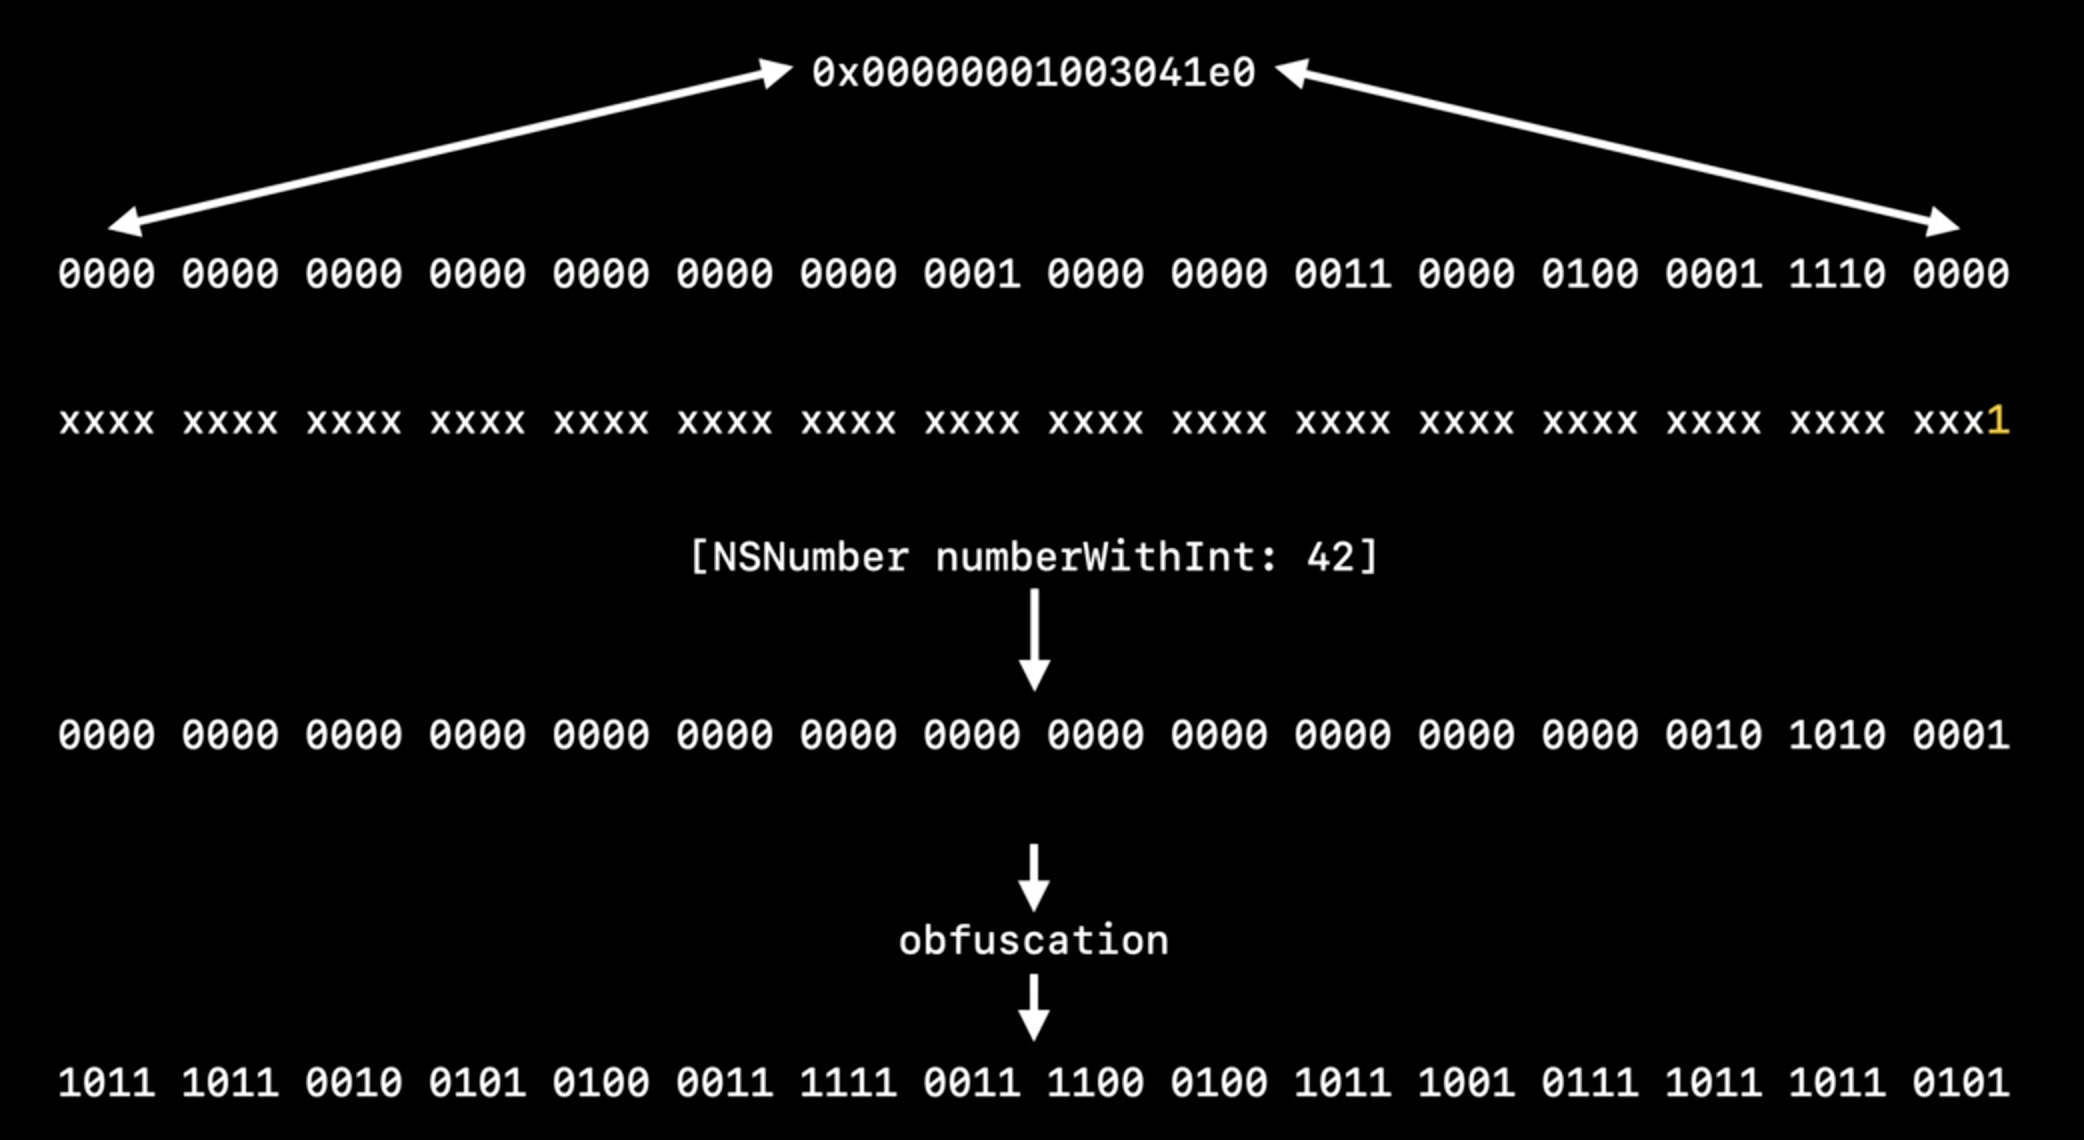 0x00000001003041e0
0000 0000 0000 0000 0000 0000 0000 0001 0000 0000 0011 0000 0100 0001 1110 0000
xxxx xxxx xxxx xxxx xxxx xxxx xxxx xxxx xxxx xxxx xxxx xxxx xxxx xxxx xxxx xxx1
[NSNumber numberWithInt: 42]
0000 0000 0000 0000 0000 0000 0000 0000 0000 0000 0000 0000 0000 0010 1010 0001
obfuscation
1011 1011 0010 0101 0100 0011 1111 0011 1100 0100 1011 1001 0111 1011 1011 0101